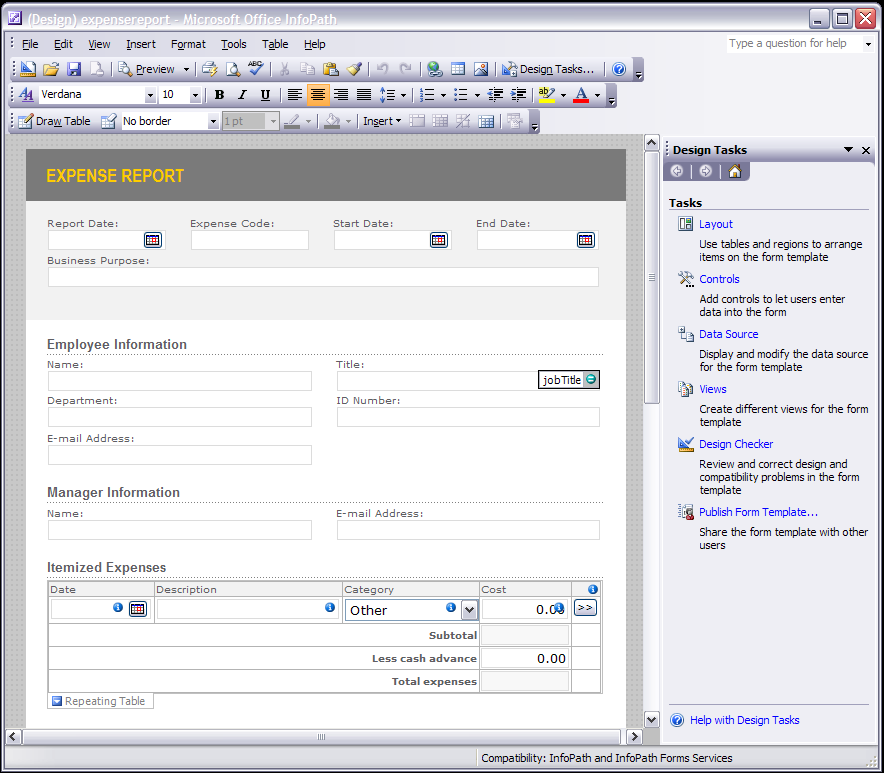 (Design) expensereport - Microsoft Office InfoPath
File Edit View Insert Format Tools Table Help Type a question for help
Preview ABC Design Tasks...
A Verdana 10 B I U ab A
Draw Table No border 1 pt Insert
Design Tasks
EXPENSE REPORT
Report Date: Expense Code: Start Date: End Date:
Business Purpose:
Employee Information
Name: Title:
jobTitle
Department: ID Number:
E-mail Address:
Manager Information
Name: E-mail Address:
Itemized Expenses
Date Description Category Cost
Other 0.00 >>
Subtotal
Less cash advance 0.00
Total expenses
Repeating Table
Tasks
Layout
Use tables and regions to arrange
items on the form template
Controls
Add controls to let users enter
data into the form
Data Source
Display and modify the data source
for the form template
Views
Create different views for the form
template
Design Checker
Review and correct design and
compatibility problems in the form
template
Publish Form Template...
Share the form template with other
users
Help with Design Tasks
Compatibility: InfoPath and InfoPath Forms Services